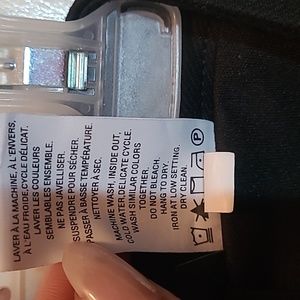 LAVER À LA MACHINE, À L'ENVERS,
À L'EAU FROIDE. CYCLE DÉLICAT.
LAVER LES COULEURS
SEMBLABLES ENSEMBLE.
NE PAS JAVELLISER.
SUSPENDRE POUR SÉCHER.
PASSER À BASSE TEMPÉRATURE.
NETTOYER À SEC.
MACHINE WASH, INSIDE OUT,
COLD WATER, DELICATE CYCLE.
WASH SIMILAR COLORS
TOGETHER.
DO NOT BLEACH.
HANG TO DRY.
IRON AT LOW SETTING.
DRY CLEAN.
P